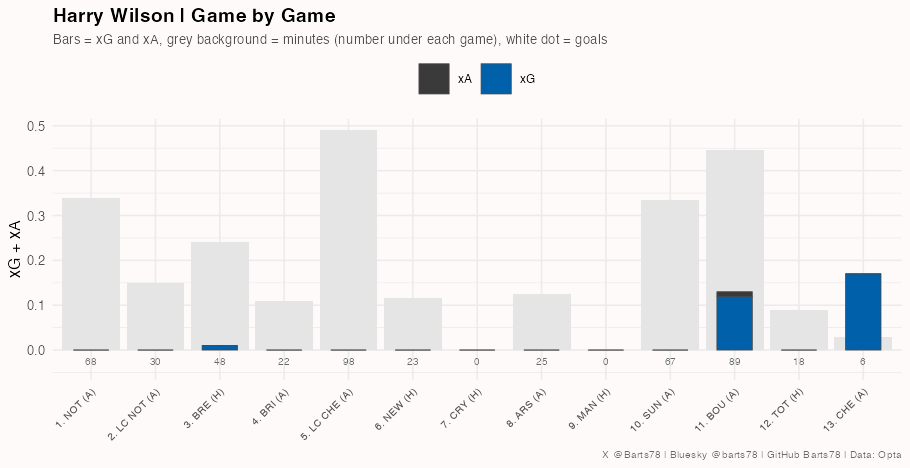 Harry Wilson | Game by Game
Bars = xG and xA, grey background = minutes (number under each game), white dot = goals
xA xG
xG + xA
0.5
0.4
0.3
0.2
0.1
0.0
68 30 48 22 98 23 0 25 0 67 89 18 6
1. NOT (A)
2. LC NOT (A)
3. BRE (H)
4. BRI (A)
5. LC CHE (A)
6. NEW (H)
7. CRY (H)
8. ARS (A)
9. MAN (H)
10. SUN (A)
11. BOU (A)
12. TOT (H)
13. CHE (A)
X @Barts78 | Bluesky @barts78 | GitHub Barts78 | Data: Opta